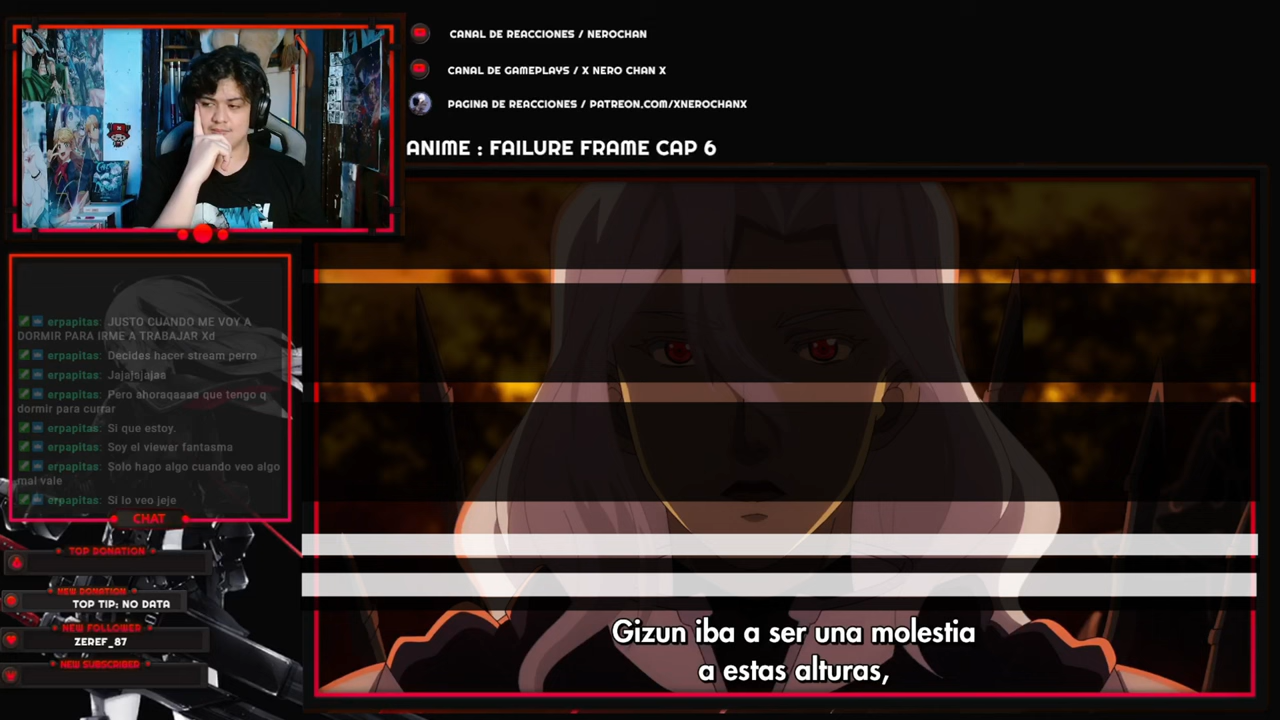 CANAL DE REACCIONES / NEROCHAN
CANAL DE GAMEPLAYS / X NERO CHAN X
PAGINA DE REACCIONES / PATREON.COM/XNEROCHANX
ANIME : FAILURE FRAME CAP 6
erpapitas: JUSTO CUANDO ME VOY A
DORMIR PARA IRME A TRABAJAR Xd
erpapitas: Decides hacer stream perro
erpapitas: Jajajajajaa
erpapitas: Pero ahoraqaaaa que tengo q
dormir para currar
erpapitas: Si que estoy.
erpapitas: Soy el viewer fantasma
erpapitas: Solo hago algo cuando veo algo
mal vale
erpapitas: Si lo veo jeje
CHAT
TOP DONATION
NEW DONATION
TOP TIP: NO DATA
NEW FOLLOWER
ZEREF_87
NEW SUBSCRIBER
Gizun iba a ser una molestia
a estas alturas,